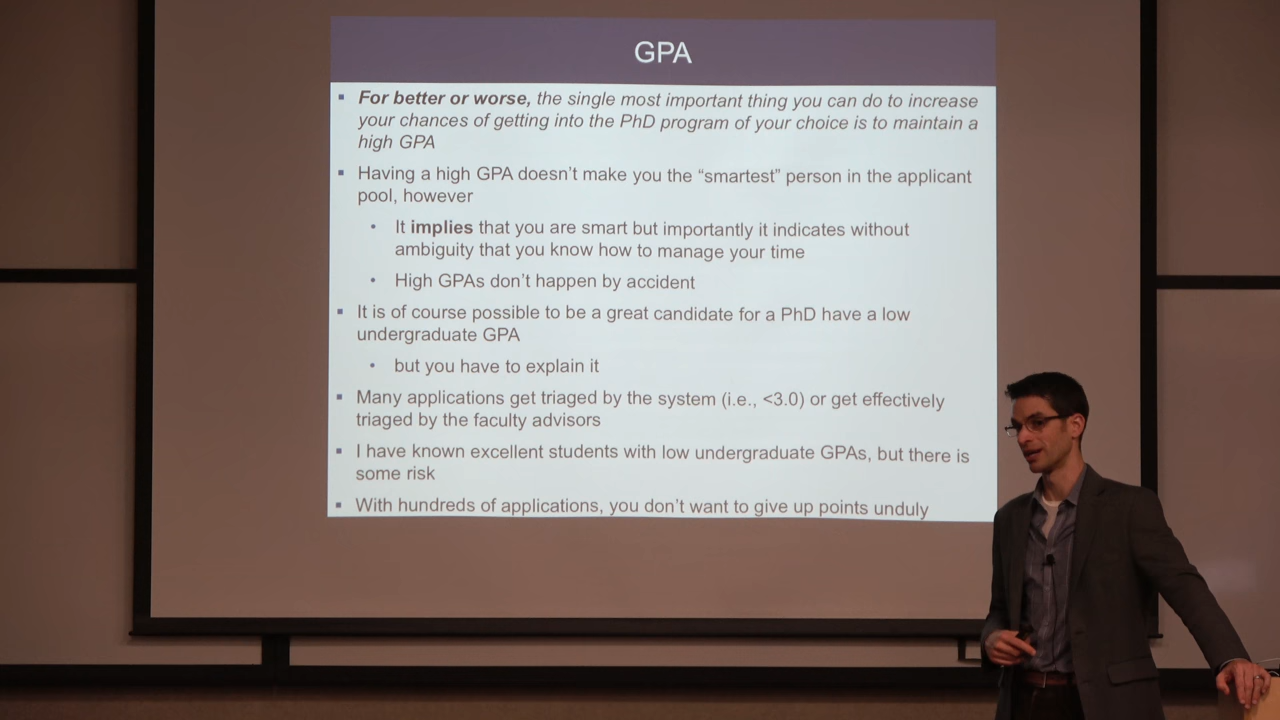 GPA
▪ For better or worse, the single most important thing you can do to increase
your chances of getting into the PhD program of your choice is to maintain a
high GPA
▪ Having a high GPA doesn't make you the “smartest” person in the applicant
pool, however
• It implies that you are smart but importantly it indicates without
ambiguity that you know how to manage your time
• High GPAs don't happen by accident
▪ It is of course possible to be a great candidate for a PhD have a low
undergraduate GPA
• but you have to explain it
▪ Many applications get triaged by the system (i.e., <3.0) or get effectively
triaged by the faculty advisors
▪ I have known excellent students with low undergraduate GPAs, but there is
some risk
▪ With hundreds of applications, you don't want to give up points unduly